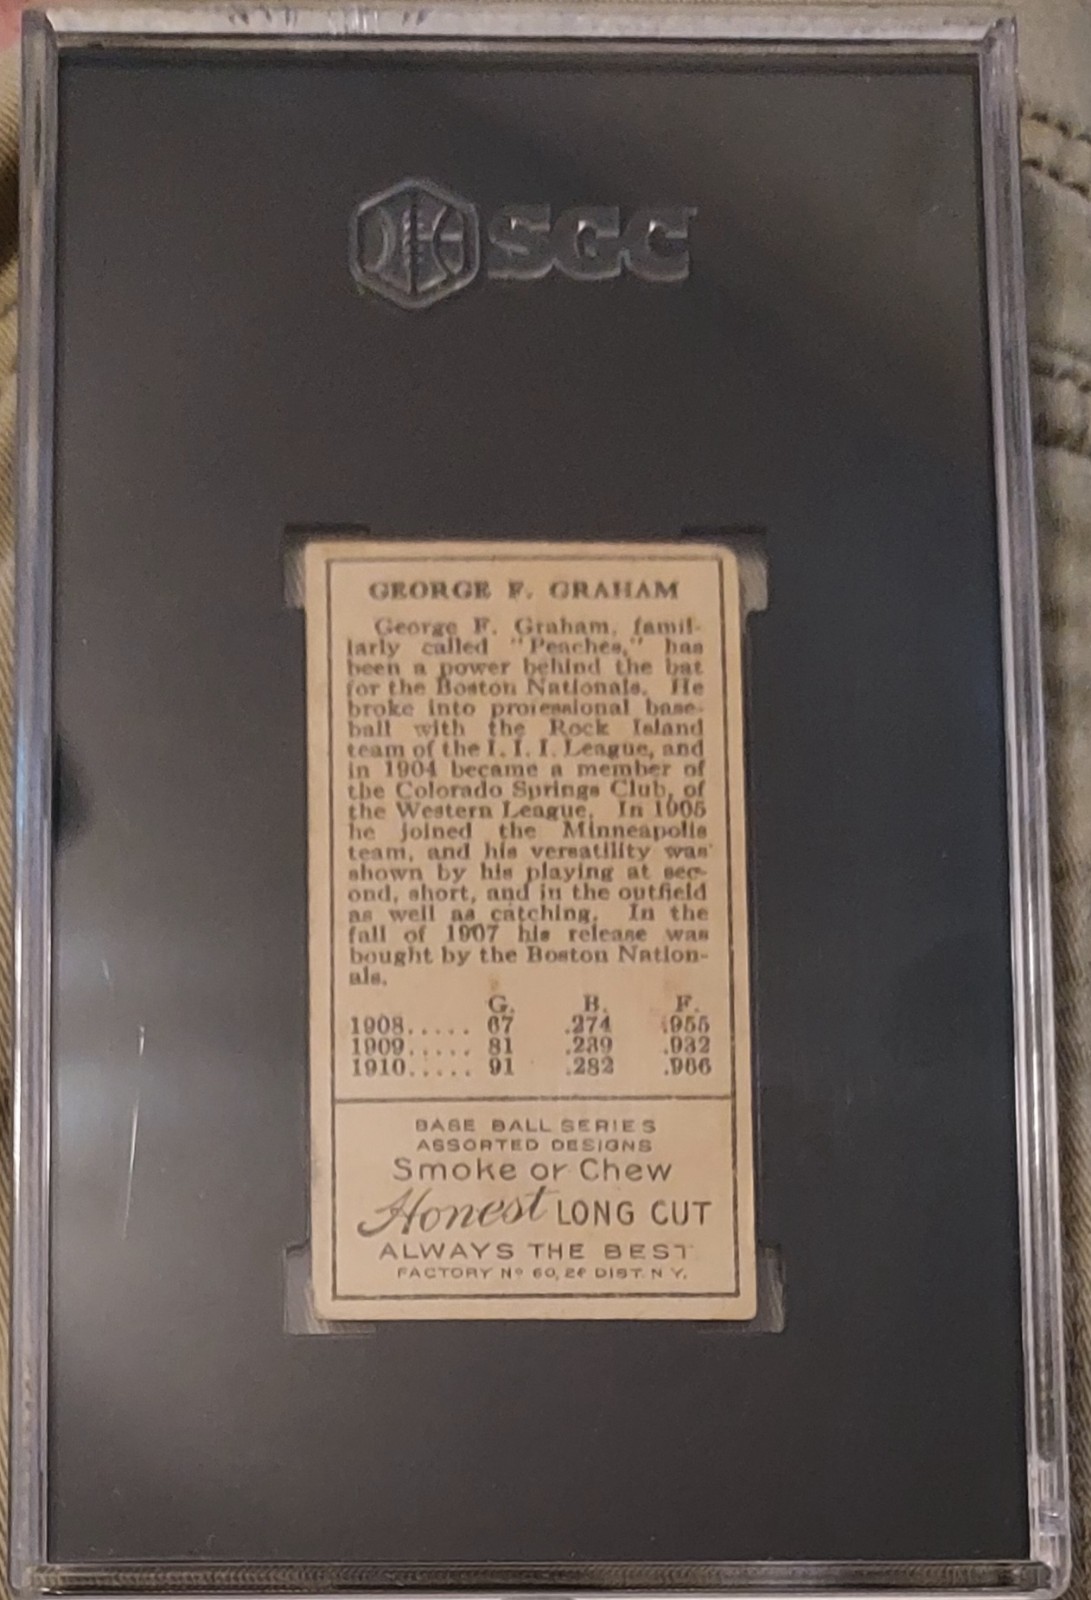 SGC
GEORGE F. GRAHAM
George F. Graham, famil-
iarly called "Peaches," has
been a power behind the bat
for the Boston Nationals. He
broke into professional base-
ball with the Rock Island
team of the I. I. I. League, and
in 1904 became a member of
the Colorado Springs Club, of
the Western League. In 1905
he joined the Minneapolis
team, and his versatility was
shown by his playing at sec-
ond, short, and in the outfield
as well as catching. In the
fall of 1907 his release was
bought by the Boston Nation-
als.
G. B. F.
1908..... 67 .274 .955
1909..... 81 .239 .932
1910..... 91 .282 .966
BASE BALL SERIES
ASSORTED DESIGNS
Smoke or Chew
Honest LONG CUT
ALWAYS THE BEST
FACTORY Nº 60, 2ᵈ DIST. N.Y.